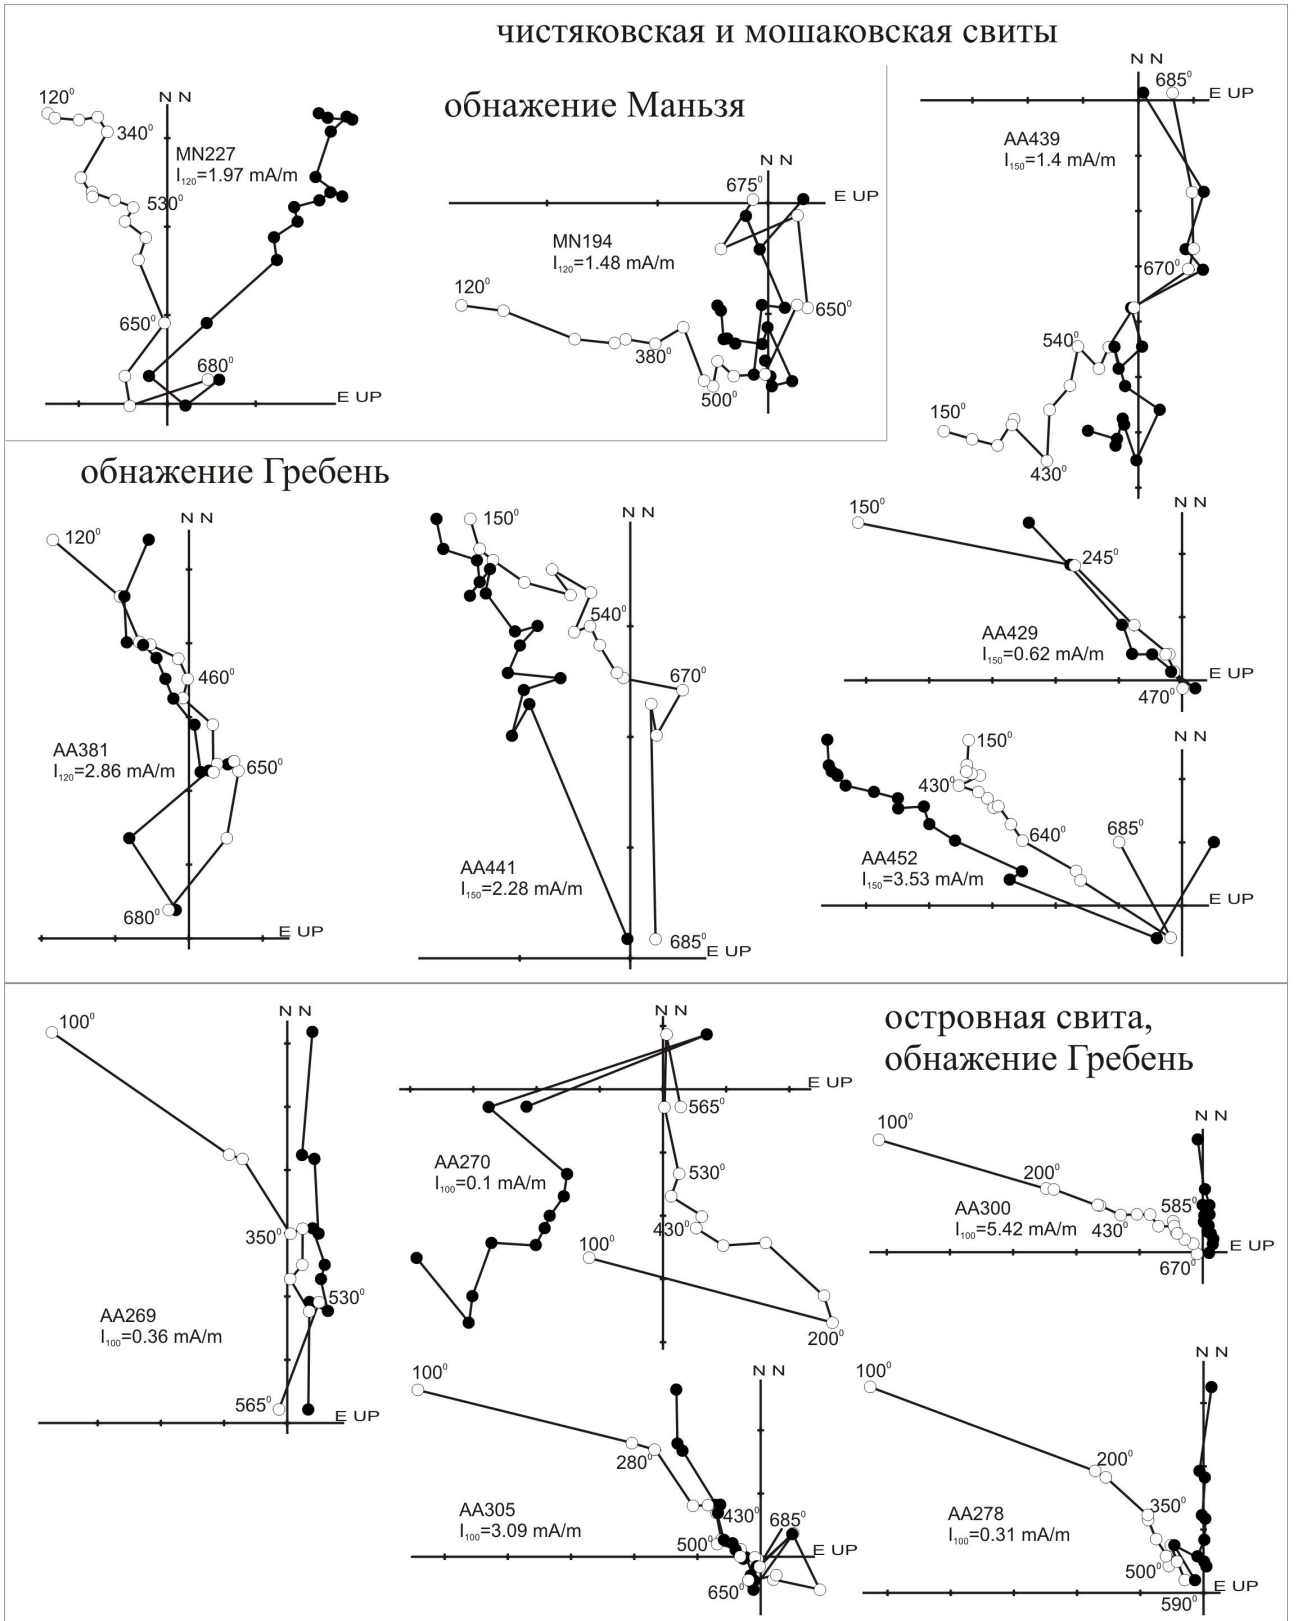 чистяковская и мошаковская свиты
обнажение Маньзя
120⁰
N N
340⁰
MN227
I₁₂₀=1.97 mA/m
530⁰
650⁰
680⁰
E UP
N N
675⁰
E UP
MN194
I₁₂₀=1.48 mA/m
120⁰
650⁰
380⁰
500⁰
N N
685⁰
E UP
AA439
I₁₅₀=1.4 mA/m
670⁰
540⁰
150⁰
430⁰
обнажение Гребень
N N
120⁰
460⁰
AA381
I₁₂₀=2.86 mA/m
650⁰
680⁰
E UP
N N
150⁰
540⁰
670⁰
AA441
I₁₅₀=2.28 mA/m
685⁰
E UP
N N
150⁰
245⁰
AA429
I₁₅₀=0.62 mA/m
E UP
470⁰
N N
150⁰
430⁰
640⁰
685⁰
AA452
I₁₅₀=3.53 mA/m
E UP
островная свита,
обнажение Гребень
N N
100⁰
350⁰
530⁰
AA269
I₁₀₀=0.36 mA/m
565⁰
E UP
N N
E UP
565⁰
AA270
I₁₀₀=0.1 mA/m
530⁰
430⁰
100⁰
200⁰
N N
100⁰
200⁰
AA300
I₁₀₀=5.42 mA/m
585⁰
430⁰
E UP
670⁰
N N
100⁰
280⁰
AA305
I₁₀₀=3.09 mA/m
430⁰
685⁰
500⁰
E UP
650⁰
N N
100⁰
200⁰
350⁰
AA278
I₁₀₀=0.31 mA/m
500⁰
E UP
590⁰